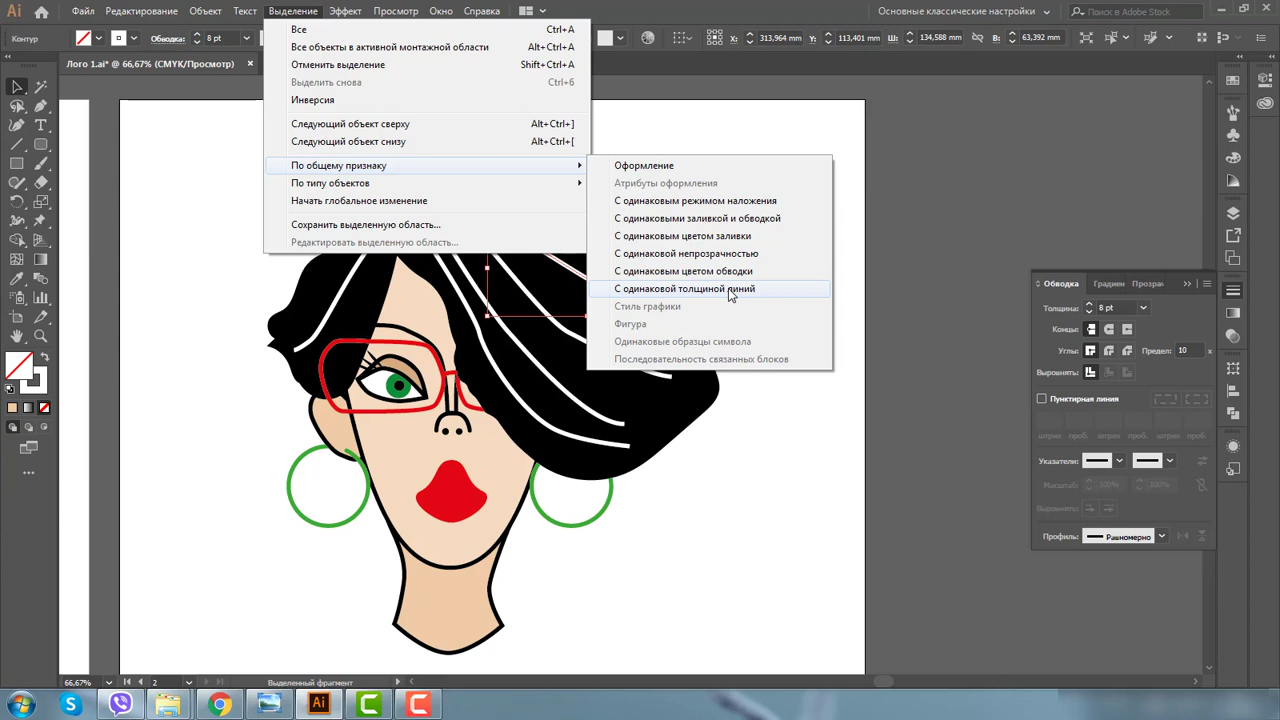 Ai Файл Редактирование Объект Текст Выделение Эффект Просмотр Окно Справка Основные классические настройки Поиск в Adobe Stock
Контур Обводка: 8 pt X: 313,964 mm Y: 113,401 mm Ш: 134,588 mm В: 63,392 mm
Лого 1.ai* @ 66,67% (CMYK/Просмотр) ×
Все Ctrl+A
Все объекты в активной монтажной области Alt+Ctrl+A
Отменить выделение Shift+Ctrl+A
Выделить снова Ctrl+6
Инверсия
Следующий объект сверху Alt+Ctrl+]
Следующий объект снизу Alt+Ctrl+[
По общему признаку
По типу объектов
Начать глобальное изменение
Сохранить выделенную область...
Редактировать выделенную область...
Оформление
Атрибуты оформления
С одинаковым режимом наложения
С одинаковыми заливкой и обводкой
С одинаковым цветом заливки
С одинаковой непрозрачностью
С одинаковым цветом обводки
С одинаковой толщиной линий
Стиль графики
Фигура
Одинаковые образцы символа
Последовательность связанных блоков
Обводка Градиен Прозрач
Толщина: 8 pt
Концы:
Углы: Предел: 10 x
Выровнять:
Пунктирная линия
штрих проб. штрих проб. штрих проб.
Указатели:
Масштаб: 100% 100%
Выровнять:
Профиль: Равномерно
66,67% 2 Выделенный фрагмент
S Ai C C